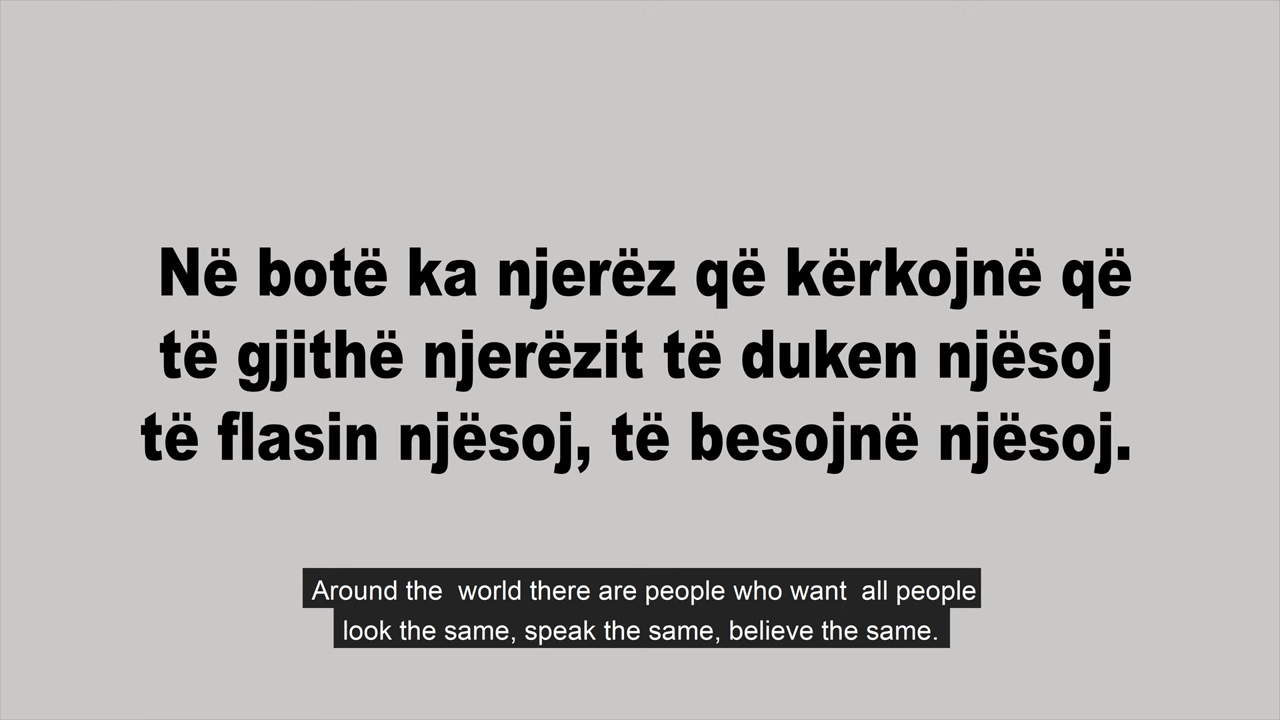 Në botë ka njerëz që kërkojnë që
të gjithë njerëzit të duken njësoj
të flasin njësoj, të besojnë njësoj.
Around the  world there are people who want  all people
look the same, speak the same, believe the same.